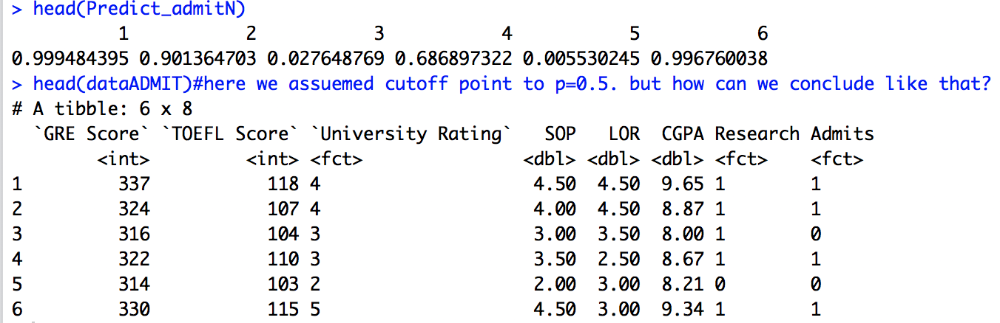 > head(Predict_admitN)
          1           2           3           4           5           6
0.999484395 0.901364703 0.027648769 0.686897322 0.005530245 0.996760038
> head(dataADMIT)#here we assuemed cutoff point to p=0.5. but how can we conclude like that?
# A tibble: 6 x 8
  `GRE Score` `TOEFL Score` `University Rating`   SOP   LOR  CGPA Research Admits
        <int>         <int> <fct>               <dbl> <dbl> <dbl> <fct>    <fct>
1         337           118 4                    4.50  4.50  9.65 1        1
2         324           107 4                    4.00  4.50  8.87 1        1
3         316           104 3                    3.00  3.50  8.00 1        0
4         322           110 3                    3.50  2.50  8.67 1        1
5         314           103 2                    2.00  3.00  8.21 0        0
6         330           115 5                    4.50  3.00  9.34 1        1